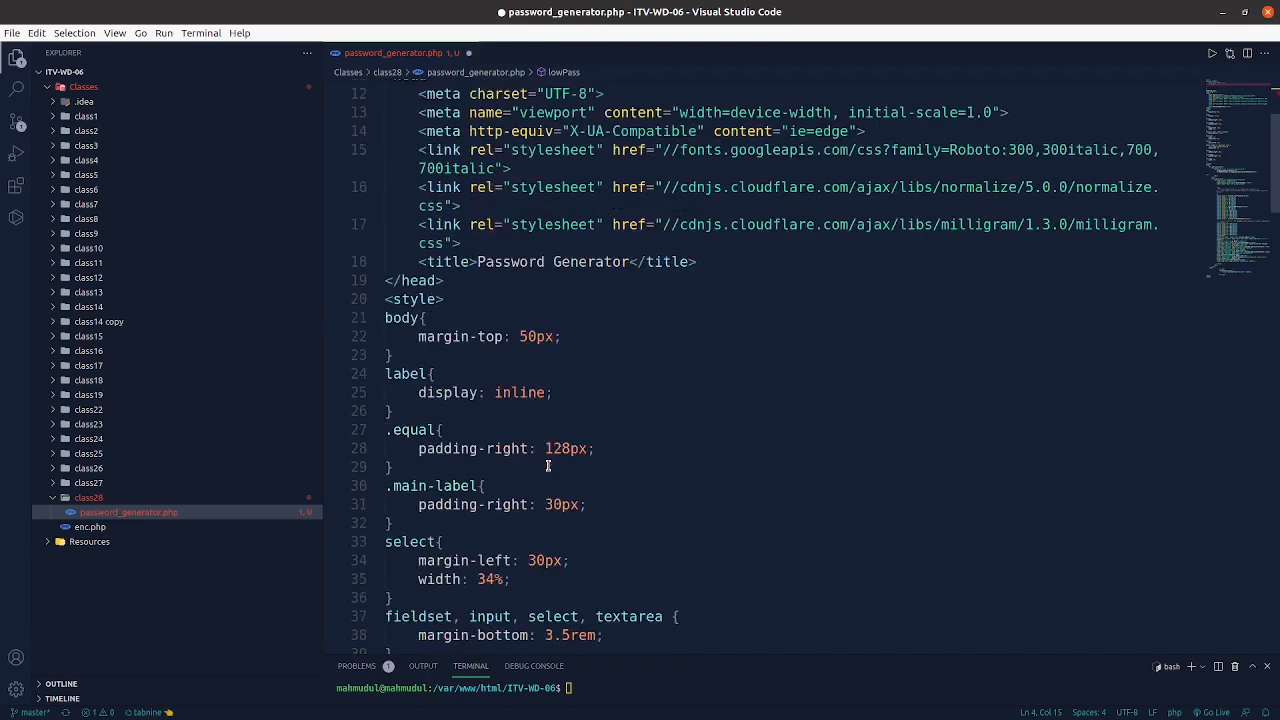 password_generator.php - ITV-WD-06 - Visual Studio Code
File Edit Selection View Go Run Terminal Help
EXPLORER
ITV-WD-06
Classes
.idea
class1
class2
class3
class4
class5
class6
class7
class8
class9
class10
class11
class12
class13
class14
class14 copy
class15
class16
class17
class18
class19
class22
class23
class24
class25
class26
class27
class28
password_generator.php 1, U
enc.php
Resources
OUTLINE
TIMELINE
password_generator.php 1, U
Classes > class28 > password_generator.php > lowPass
12 <meta charset="UTF-8">
13 <meta name="viewport" content="width=device-width, initial-scale=1.0">
14 <meta http-equiv="X-UA-Compatible" content="ie=edge">
15 <link rel="stylesheet" href="//fonts.googleapis.com/css?family=Roboto:300,300italic,700,
700italic">
16 <link rel="stylesheet" href="//cdnjs.cloudflare.com/ajax/libs/normalize/5.0.0/normalize.
css">
17 <link rel="stylesheet" href="//cdnjs.cloudflare.com/ajax/libs/milligram/1.3.0/milligram.
css">
18 <title>Password Generator</title>
19 </head>
20 <style>
21 body{
22 margin-top: 50px;
23 }
24 label{
25 display: inline;
26 }
27 .equal{
28 padding-right: 128px;
29 }
30 .main-label{
31 padding-right: 30px;
32 }
33 select{
34 margin-left: 30px;
35 width: 34%;
36 }
37 fieldset, input, select, textarea {
38 margin-bottom: 3.5rem;
39 }
PROBLEMS 1 OUTPUT TERMINAL DEBUG CONSOLE
bash
mahmudul@mahmudul:/var/www/html/ITV-WD-06$
master* 1 0 tabnine
Ln 4, Col 15 Spaces: 4 UTF-8 LF php Go Live